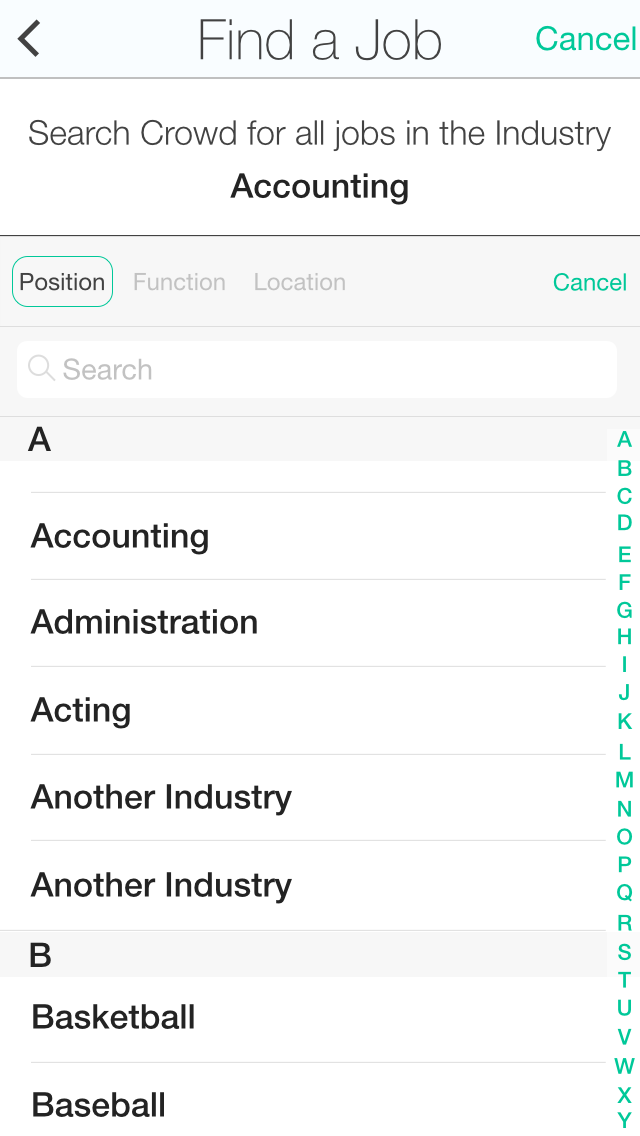 Find a Job
Cancel
Search Crowd for all jobs in the Industry
Accounting
Position Function Location Cancel
Search
A
Accounting
Administration
Acting
Another Industry
Another Industry
B
Basketball
Baseball
A
B
C
D
E
F
G
H
I
J
K
L
M
N
O
P
Q
R
S
T
U
V
W
X
Y